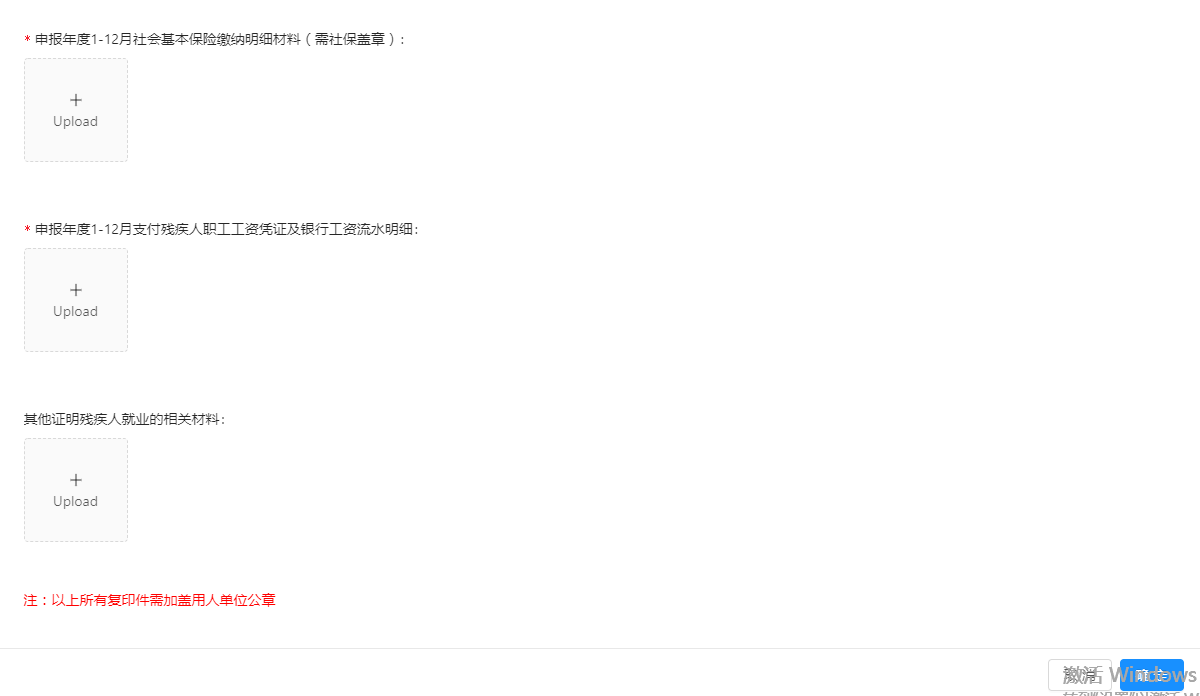 * 申报年度1-12月社会基本保险缴纳明细材料（需社保盖章）:
+
Upload
* 申报年度1-12月支付残疾人职工工资凭证及银行工资流水明细:
+
Upload
其他证明残疾人就业的相关材料:
+
Upload
注：以上所有复印件需加盖用人单位公章
激活 Windows